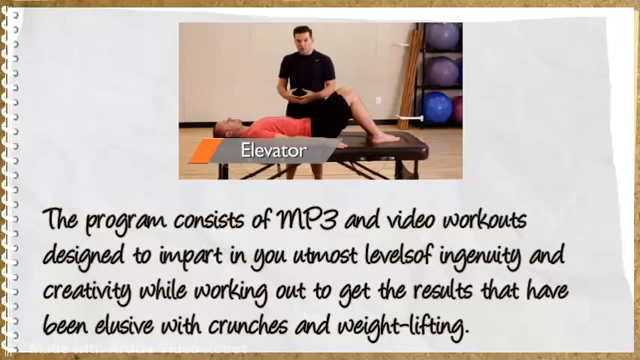 Elevator
The program consists of MP3 and video workouts
designed to impart in you utmost levelsof ingenuity and
creativity while working out to get the results that have
been elusive with crunches and weight-lifting.